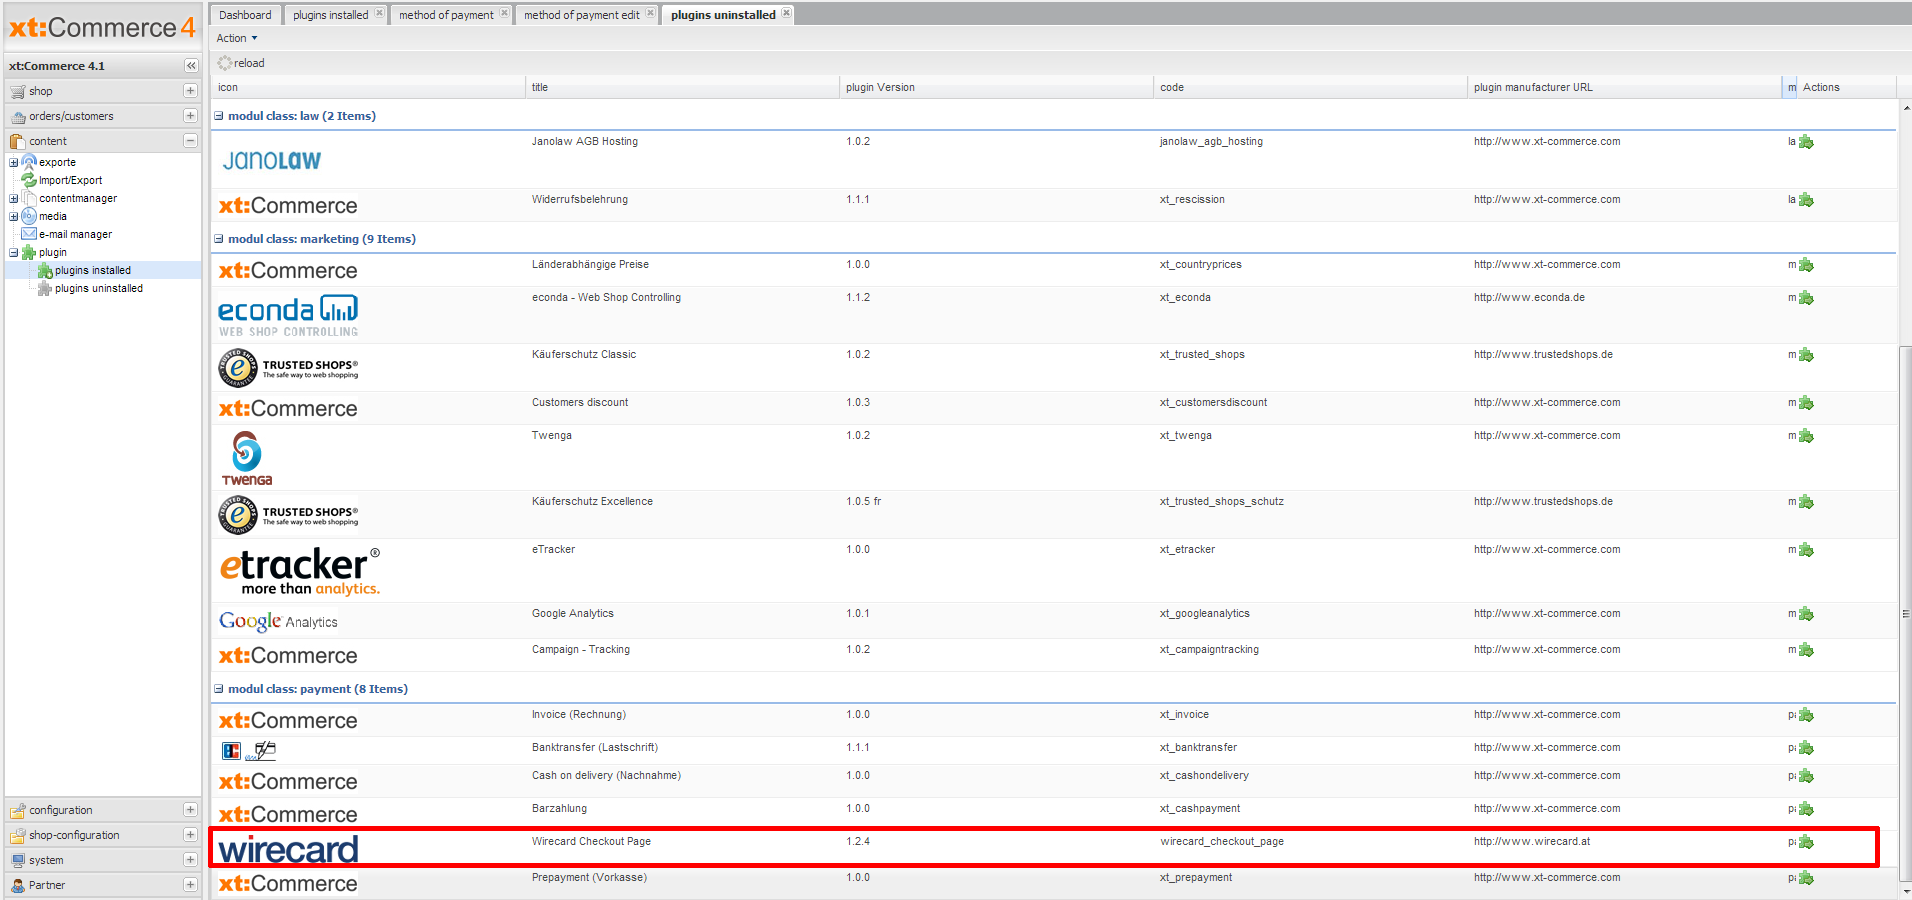 xt:Commerce 4
Dashboard
plugins installed
method of payment
method of payment edit
plugins uninstalled
Action
xt:Commerce 4.1
reload
shop
orders/customers
content
exporte
Import/Export
contentmanager
media
e-mail manager
plugin
plugins installed
plugins uninstalled
configuration
shop-configuration
system
Partner
icon title plugin Version code plugin manufacturer URL m Actions
modul class: law (2 Items)
JANOLAW Janolaw AGB Hosting 1.0.2 janolaw_agb_hosting http://www.xt-commerce.com la
xt:Commerce Widerrufsbelehrung 1.1.1 xt_rescission http://www.xt-commerce.com la
modul class: marketing (9 Items)
xt:Commerce Länderabhängige Preise 1.0.0 xt_countryprices http://www.xt-commerce.com m
econda econda - Web Shop Controlling 1.1.2 xt_econda http://www.econda.de m
WEB SHOP CONTROLLING
TRUSTED SHOPS® Käuferschutz Classic 1.0.2 xt_trusted_shops http://www.trustedshops.de m
The safe way to web shopping
xt:Commerce Customers discount 1.0.3 xt_customersdiscount http://www.xt-commerce.com m
Twenga 1.0.2 xt_twenga http://www.xt-commerce.com m
TWENGA
TRUSTED SHOPS® Käuferschutz Excellence 1.0.5 fr xt_trusted_shops_schutz http://www.trustedshops.de m
The safe way to web shopping
etracker® eTracker 1.0.0 xt_etracker http://www.xt-commerce.com m
more than analytics.
Google Analytics Google Analytics 1.0.1 xt_googleanalytics http://www.xt-commerce.com m
xt:Commerce Campaign - Tracking 1.0.2 xt_campaigntracking http://www.xt-commerce.com m
modul class: payment (8 Items)
xt:Commerce Invoice (Rechnung) 1.0.0 xt_invoice http://www.xt-commerce.com
EC Banktransfer (Lastschrift) 1.1.1 xt_banktransfer http://www.xt-commerce.com
xt:Commerce Cash on delivery (Nachnahme) 1.0.0 xt_cashondelivery http://www.xt-commerce.com
xt:Commerce Barzahlung 1.0.0 xt_cashpayment http://www.xt-commerce.com
wirecard Wirecard Checkout Page 1.2.4 wirecard_checkout_page http://www.wirecard.at
xt:Commerce Prepayment (Vorkasse) 1.0.0 xt_prepayment http://www.xt-commerce.com